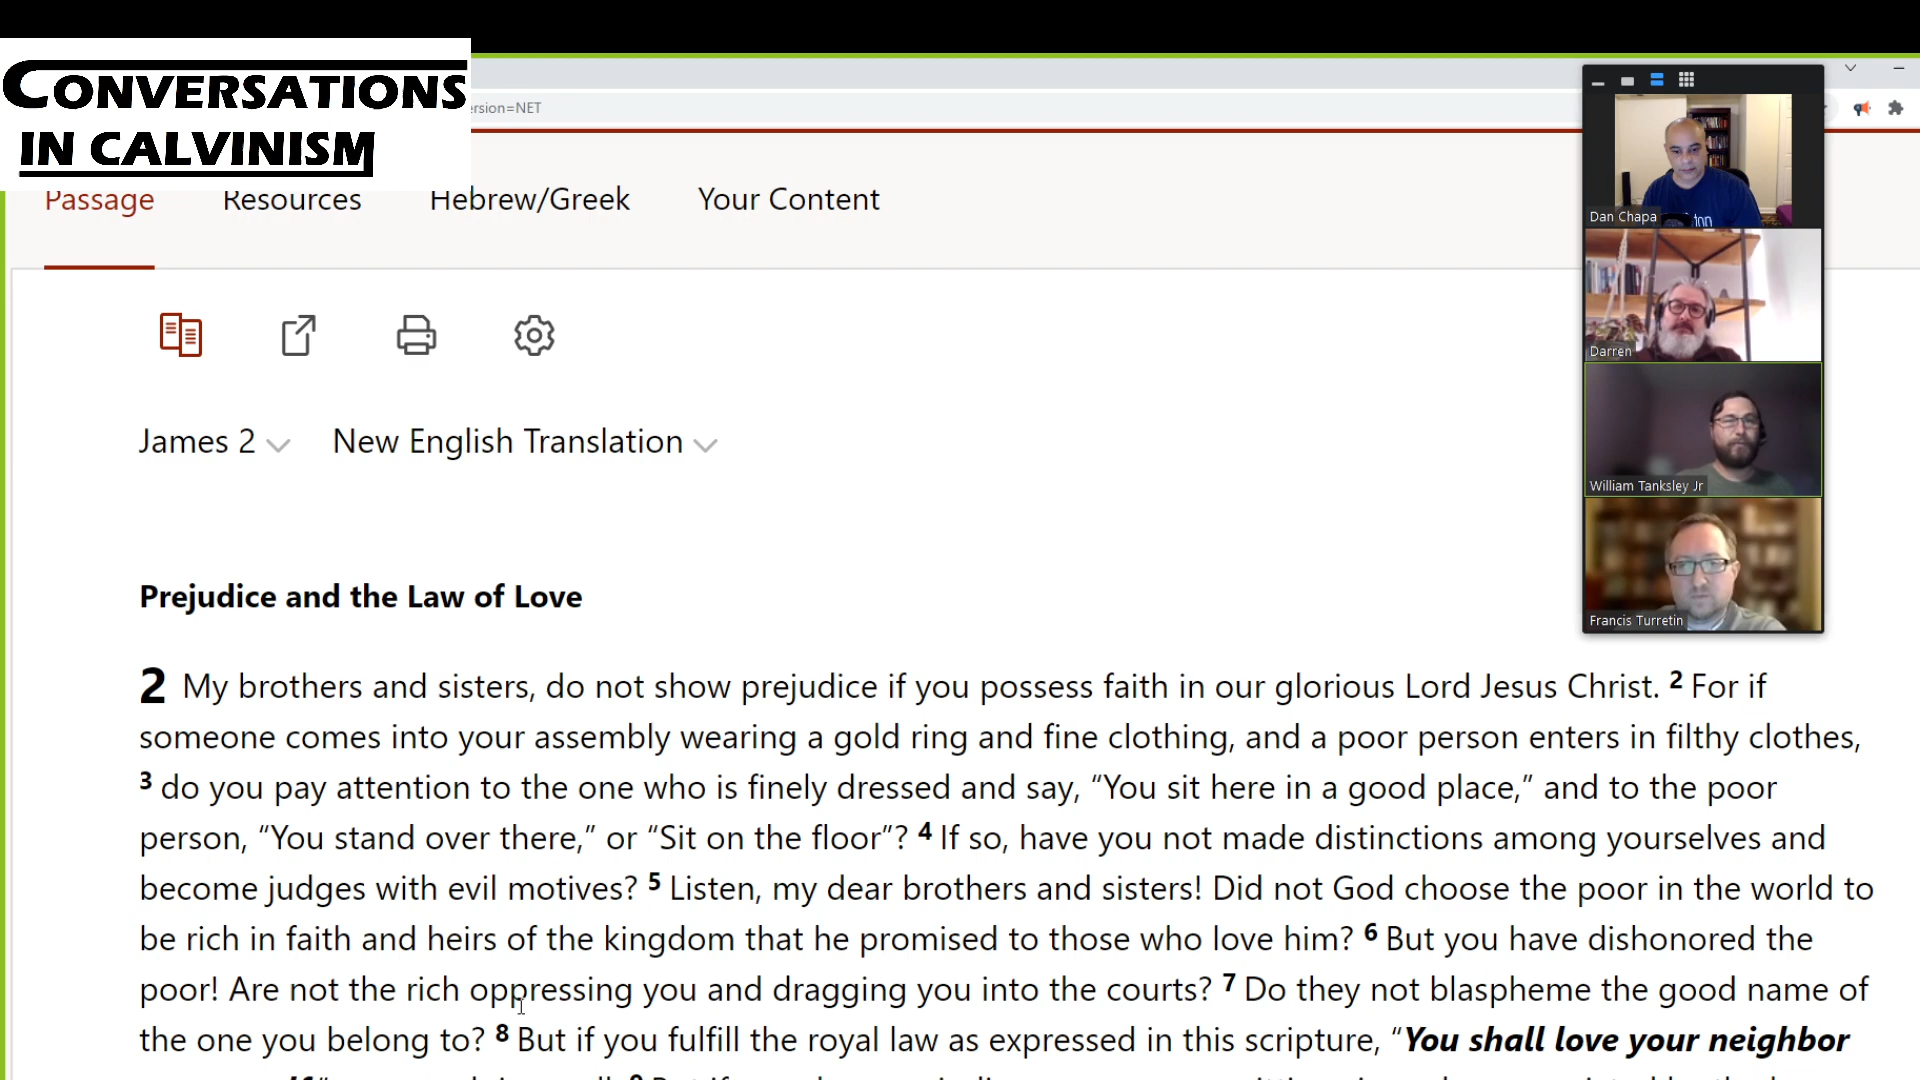 CONVERSATIONS
IN CALVINISM
ersion=NET
Passage
Resources
Hebrew/Greek
Your Content
James 2
New English Translation
Prejudice and the Law of Love
2 My brothers and sisters, do not show prejudice if you possess faith in our glorious Lord Jesus Christ. 2 For if
someone comes into your assembly wearing a gold ring and fine clothing, and a poor person enters in filthy clothes,
3 do you pay attention to the one who is finely dressed and say, “You sit here in a good place,” and to the poor
person, “You stand over there,” or “Sit on the floor”? 4 If so, have you not made distinctions among yourselves and
become judges with evil motives? 5 Listen, my dear brothers and sisters! Did not God choose the poor in the world to
be rich in faith and heirs of the kingdom that he promised to those who love him? 6 But you have dishonored the
poor! Are not the rich oppressing you and dragging you into the courts? 7 Do they not blaspheme the good name of
the one you belong to? 8 But if you fulfill the royal law as expressed in this scripture, “You shall love your neighbor
Dan Chapa
Darren
William Tanksley Jr
Francis Turretin